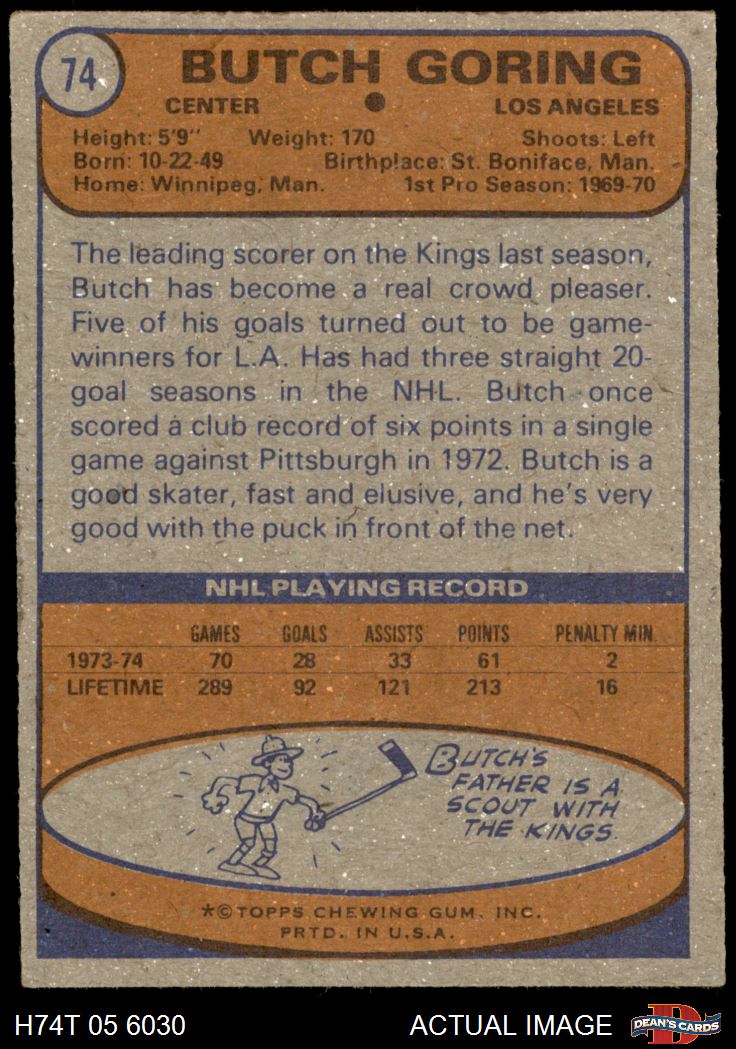 74
BUTCH GORING
CENTER • LOS ANGELES
Height: 5'9" Weight: 170 Shoots: Left
Born: 10-22-49 Birthplace: St. Boniface, Man.
Home: Winnipeg, Man. 1st Pro Season: 1969-70
The leading scorer on the Kings last season,
Butch has become a real crowd pleaser.
Five of his goals turned out to be game-
winners for L.A. Has had three straight 20-
goal seasons in the NHL. Butch once
scored a club record of six points in a single
game against Pittsburgh in 1972. Butch is a
good skater, fast and elusive, and he's very
good with the puck in front of the net.
NHL PLAYING RECORD
GAMES GOALS ASSISTS POINTS PENALTY MIN.
1973-74 70 28 33 61 2
LIFETIME 289 92 121 213 16
BUTCH'S
FATHER IS A
SCOUT WITH
THE KINGS.
*©TOPPS CHEWING GUM, INC.
PRTD. IN U.S.A.
H74T 05 6030 ACTUAL IMAGE
D
DEAN'S CARDS